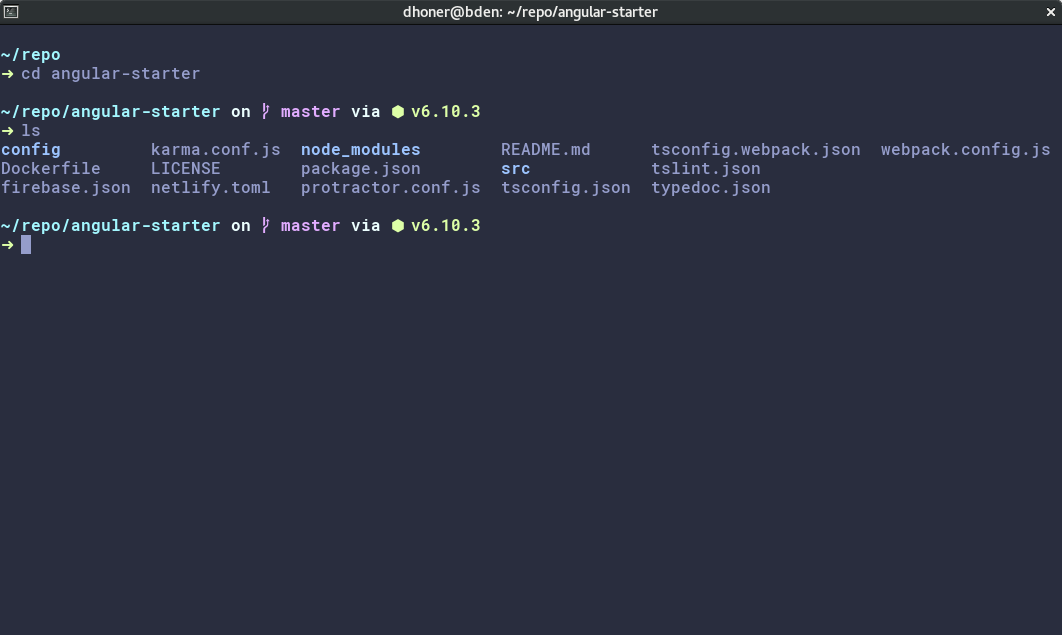 dhoner@bden: ~/repo/angular-starter
~/repo
➜ cd angular-starter
~/repo/angular-starter on master via ⬢ v6.10.3
➜ ls
config karma.conf.js node_modules README.md tsconfig.webpack.json webpack.config.js
Dockerfile LICENSE package.json src tslint.json
firebase.json netlify.toml protractor.conf.js tsconfig.json typedoc.json
~/repo/angular-starter on master via ⬢ v6.10.3
➜